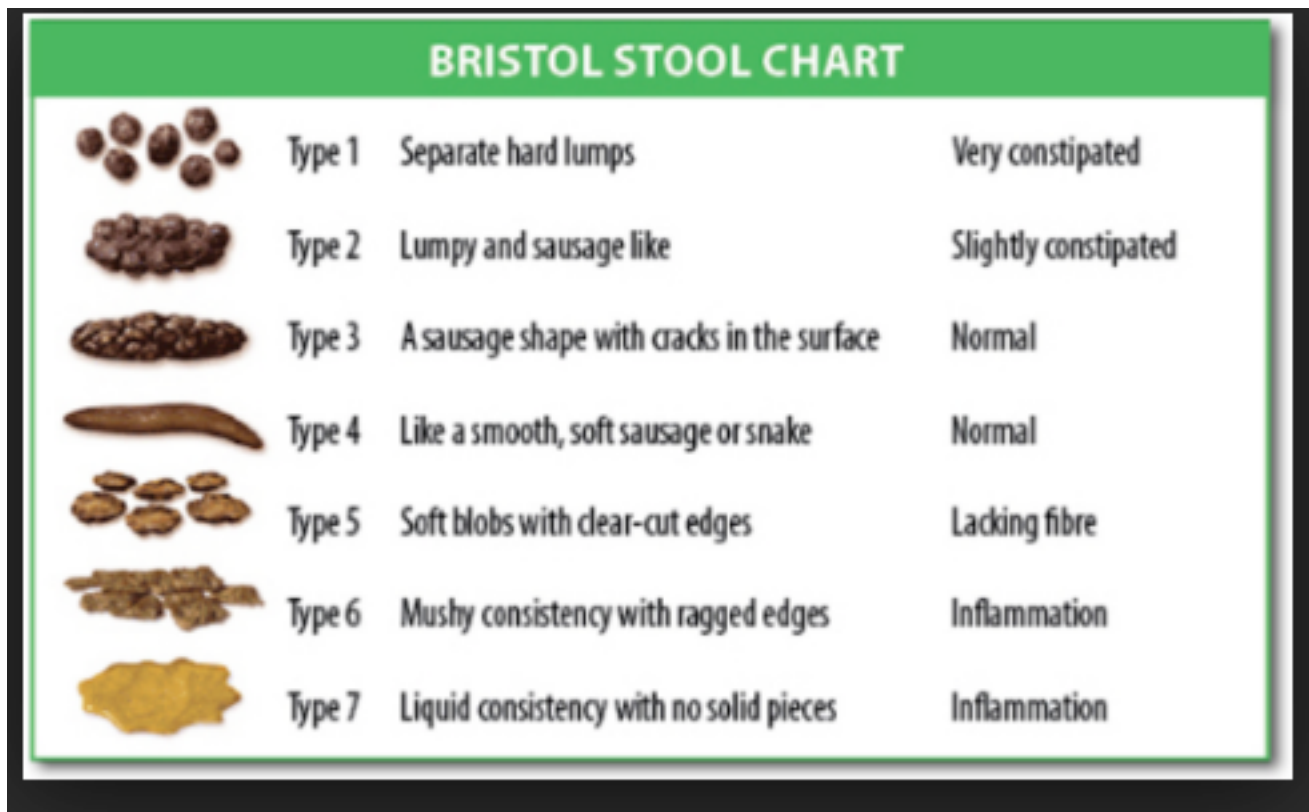 BRISTOL STOOL CHART
Type 1 Separate hard lumps Very constipated
Type 2 Lumpy and sausage like Slightly constipated
Type 3 A sausage shape with cracks in the surface Normal
Type 4 Like a smooth, soft sausage or snake Normal
Type 5 Soft blobs with clear-cut edges Lacking fibre
Type 6 Mushy consistency with ragged edges Inflammation
Type 7 Liquid consistency with no solid pieces Inflammation